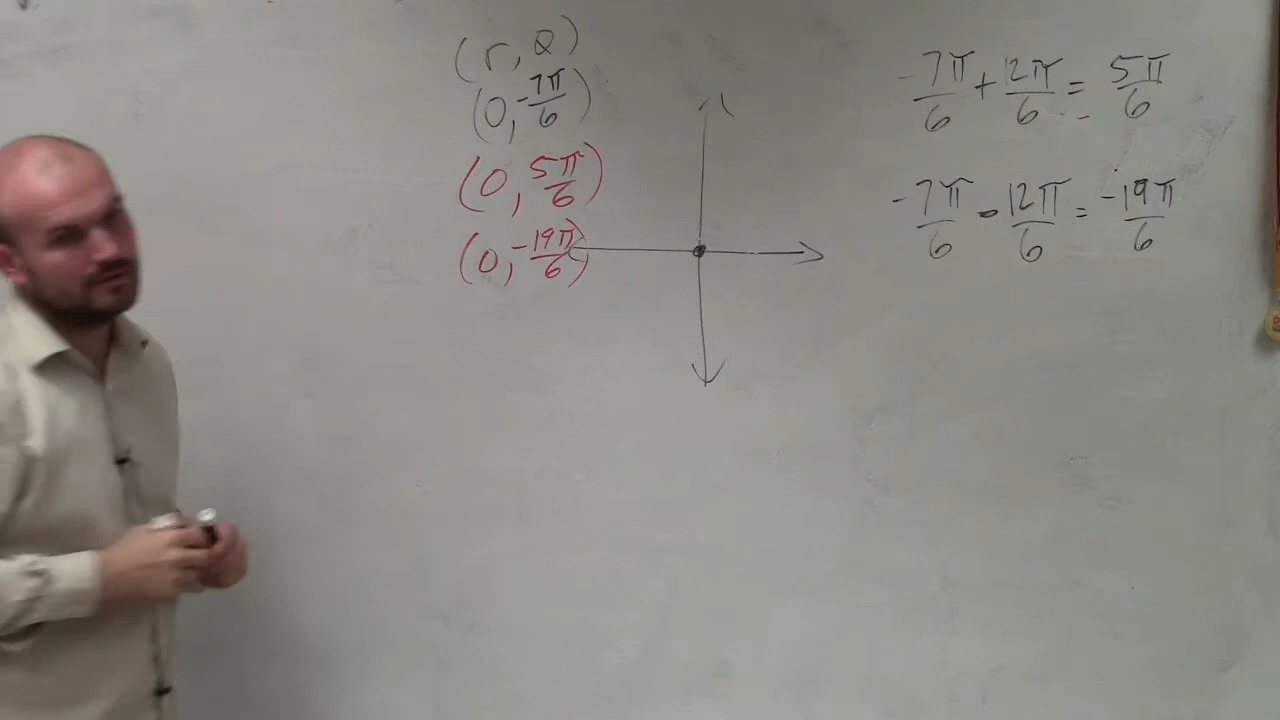 (r, θ)
(0, -7π/6)
(0, 5π/6)
(0, -19π/6)
-7π/6 + 12π/6 = 5π/6
-7π/6 - 12π/6 = -19π/6